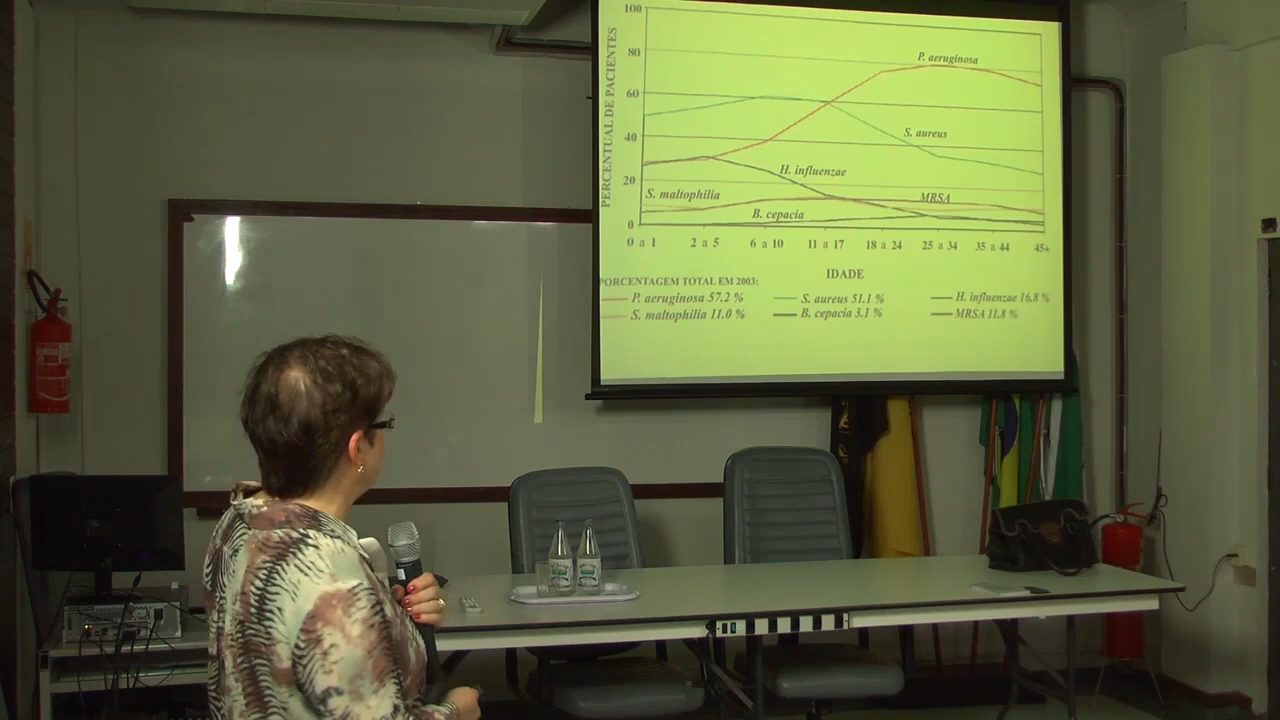 100
PERCENTUAL DE PACIENTES
P. aeruginosa
80
60
S. aureus
40
H. influenzae
20
S. maltophilia
MRSA
B. cepacia
0
0 a 1 2 a 5 6 a 10 11 a 17 18 a 24 25 a 34 35 a 44 45+
IDADE
PORCENTAGEM TOTAL EM 2003:
P. aeruginosa 57.2 % S. aureus 51.1 % H. influenzae 16.8 %
S. maltophilia 11.0 % B. cepacia 3.1 % MRSA 11.8 %